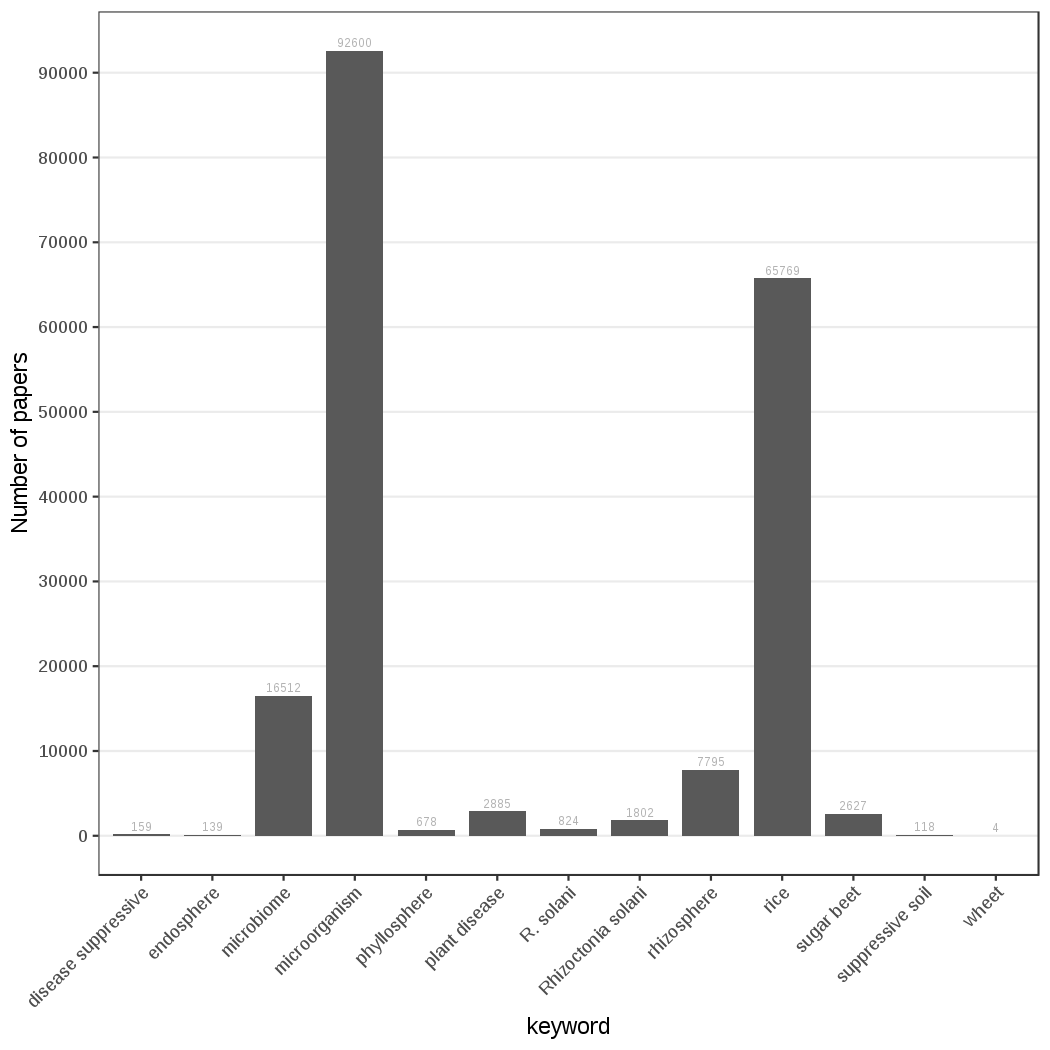 Number of papers
90000
80000
70000
60000
50000
40000
30000
20000
10000
0
159
139
16512
92600
678
2885
824
1802
7795
65769
2627
118
4
disease suppressive
endosphere
microbiome
microorganism
phyllosphere
plant disease
R. solani
Rhizoctonia solani
rhizosphere
rice
sugar beet
suppressive soil
wheet
keyword